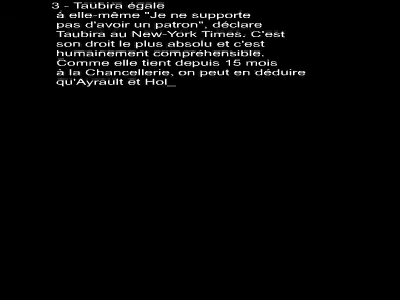 3 - Taubira égale
à elle-même "Je ne supporte
pas d'avoir un patron", déclare
Taubira au New-York Times. C'est
son droit le plus absolu et c'est
humainement compréhensible.
Comme elle tient depuis 15 mois
à la Chancellerie, on peut en déduire
qu'Ayrault et Hol_